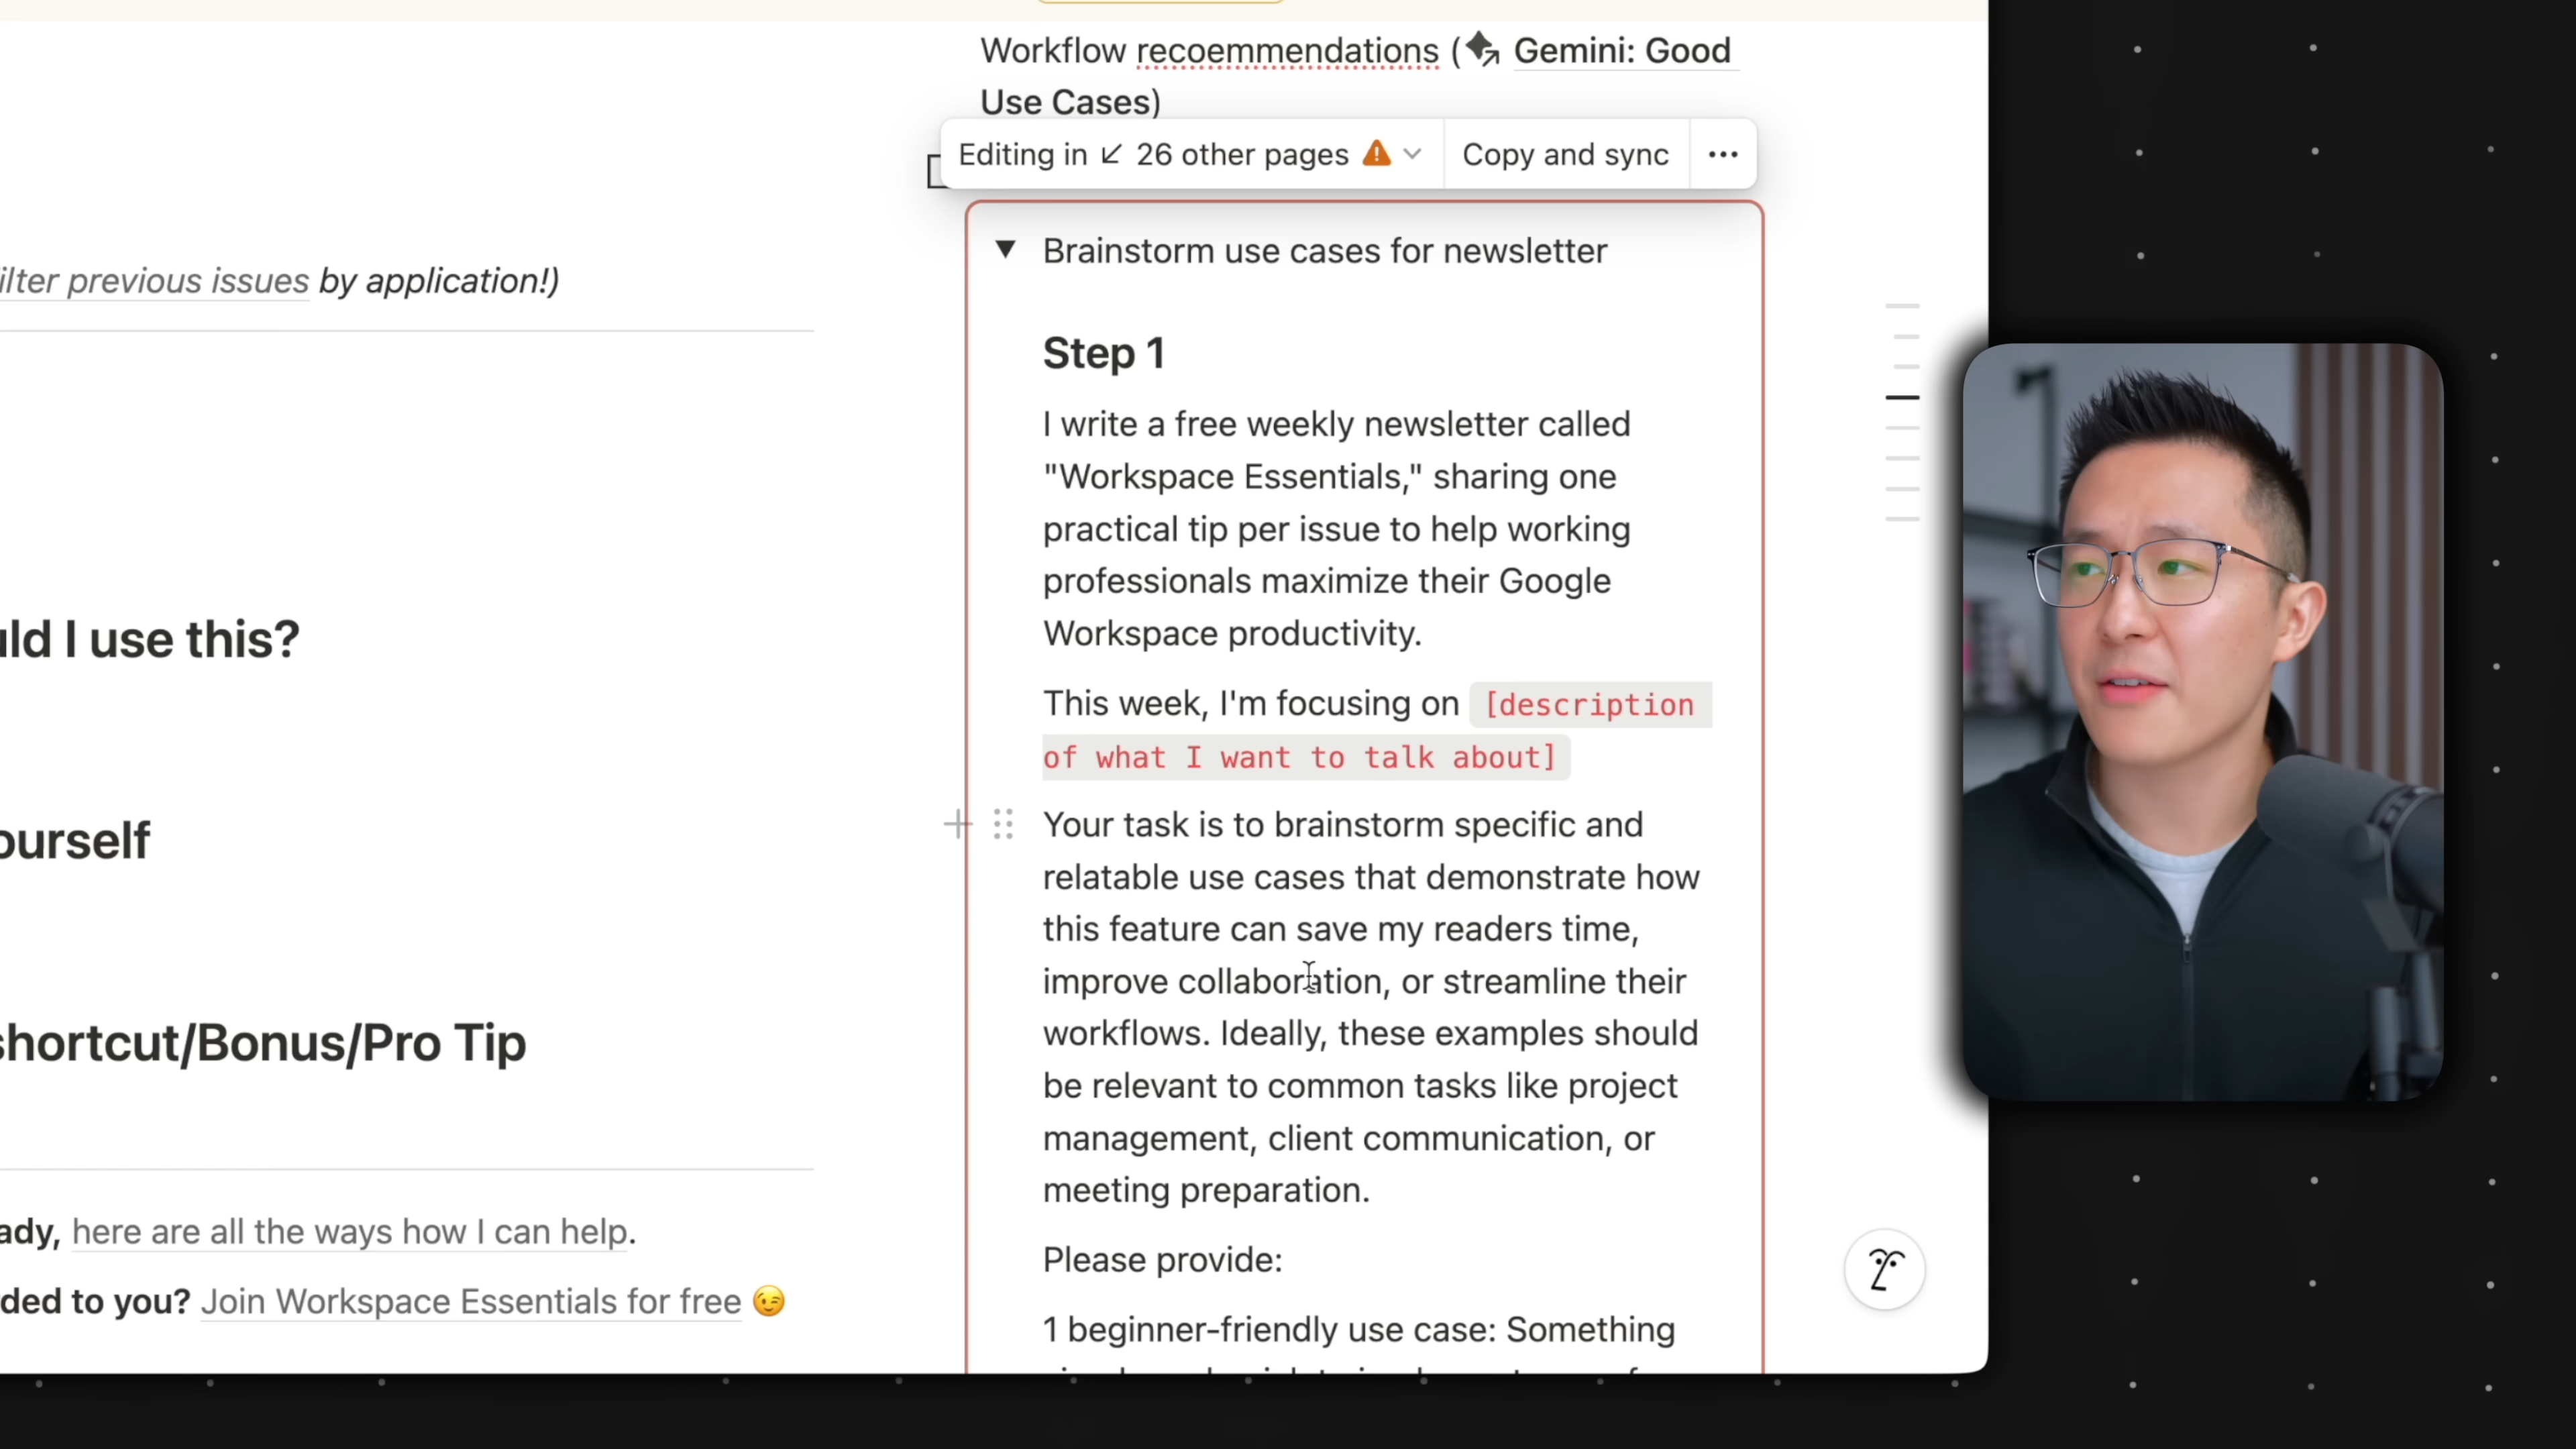 Workflow recoemmendations (Gemini: Good
Use Cases)
Editing in 26 other pages
Copy and sync
Brainstorm use cases for newsletter
Step 1
I write a free weekly newsletter called
"Workspace Essentials," sharing one
practical tip per issue to help working
professionals maximize their Google
Workspace productivity.
This week, I'm focusing on [description
of what I want to talk about]
Your task is to brainstorm specific and
relatable use cases that demonstrate how
this feature can save my readers time,
improve collaboration, or streamline their
workflows. Ideally, these examples should
be relevant to common tasks like project
management, client communication, or
meeting preparation.
Please provide:
1 beginner-friendly use case: Something
ilter previous issues by application!)
uld I use this?
ourself
shortcut/Bonus/Pro Tip
ady, here are all the ways how I can help.
ded to you? Join Workspace Essentials for free 😉